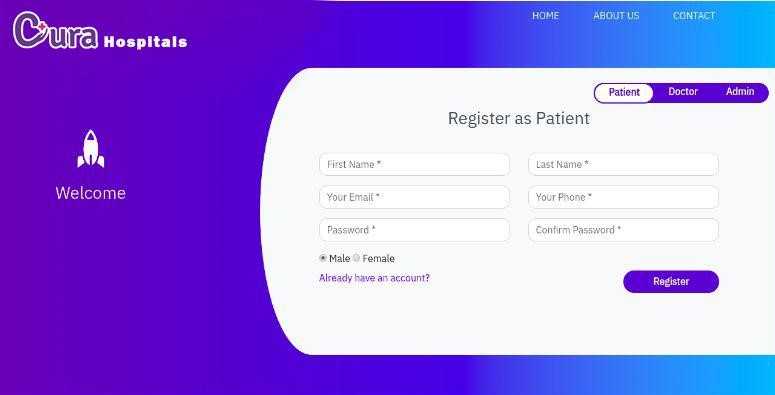 Cura Hospitals
HOME ABOUT US CONTACT
Patient Doctor Admin
Register as Patient
First Name * Last Name *
Your Email * Your Phone *
Welcome
Password * Confirm Password *
Male Female
Already have an account?
Register